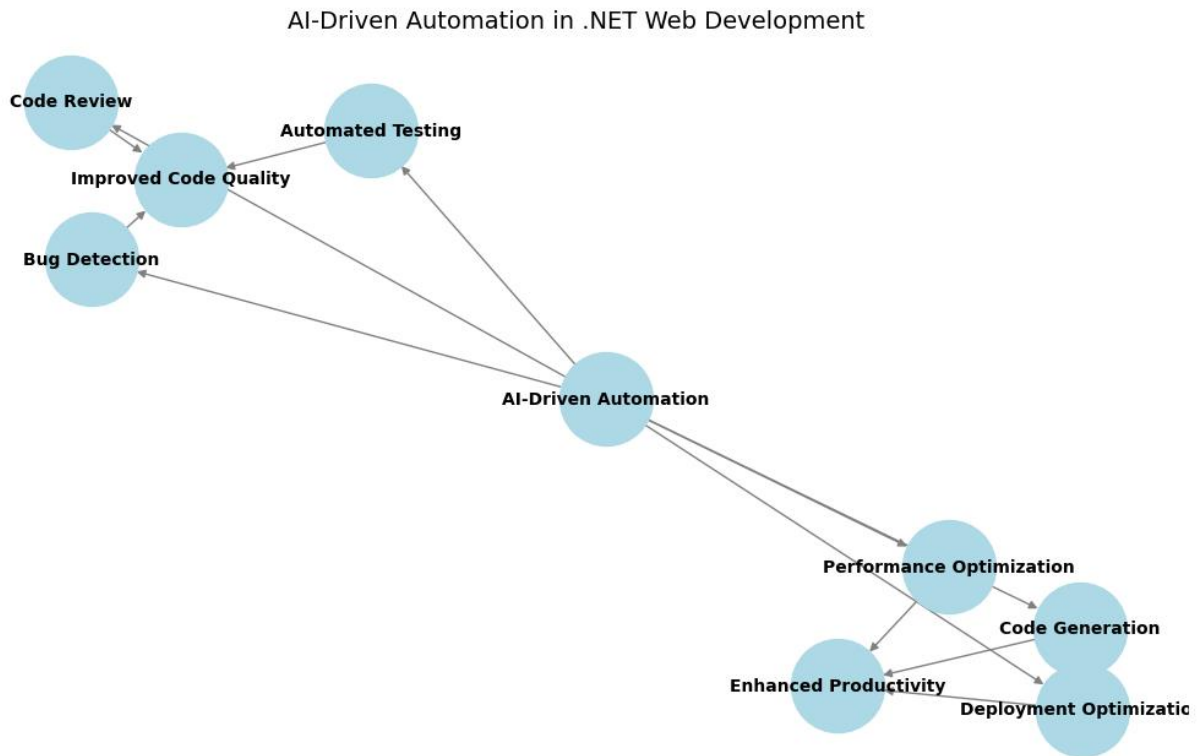 AI-Driven Automation in .NET Web Development
Code Review
Automated Testing
Improved Code Quality
Bug Detection
AI-Driven Automation
Performance Optimization
Code Generation
Enhanced Productivity
Deployment Optimizatio